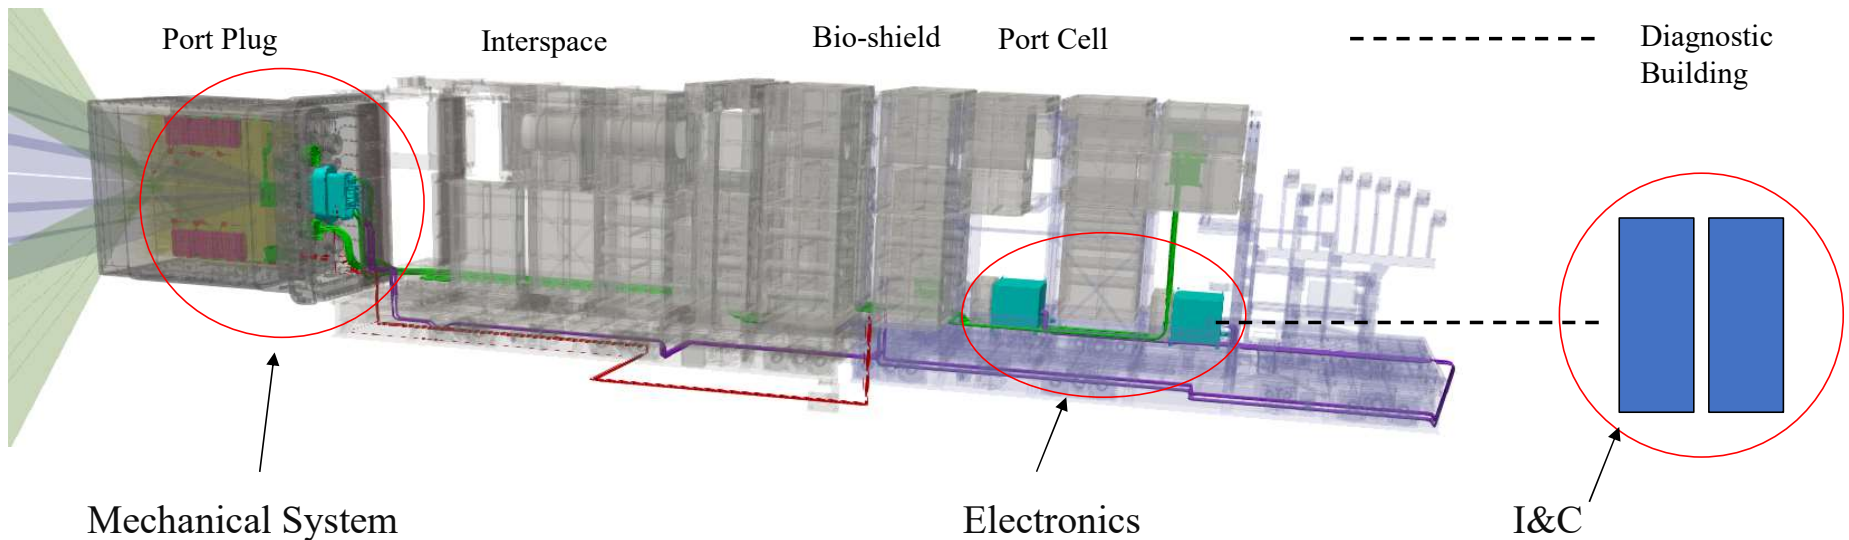 Port Plug
Interspace
Bio-shield
Port Cell
Diagnostic
Building
Mechanical System
Electronics
I&C